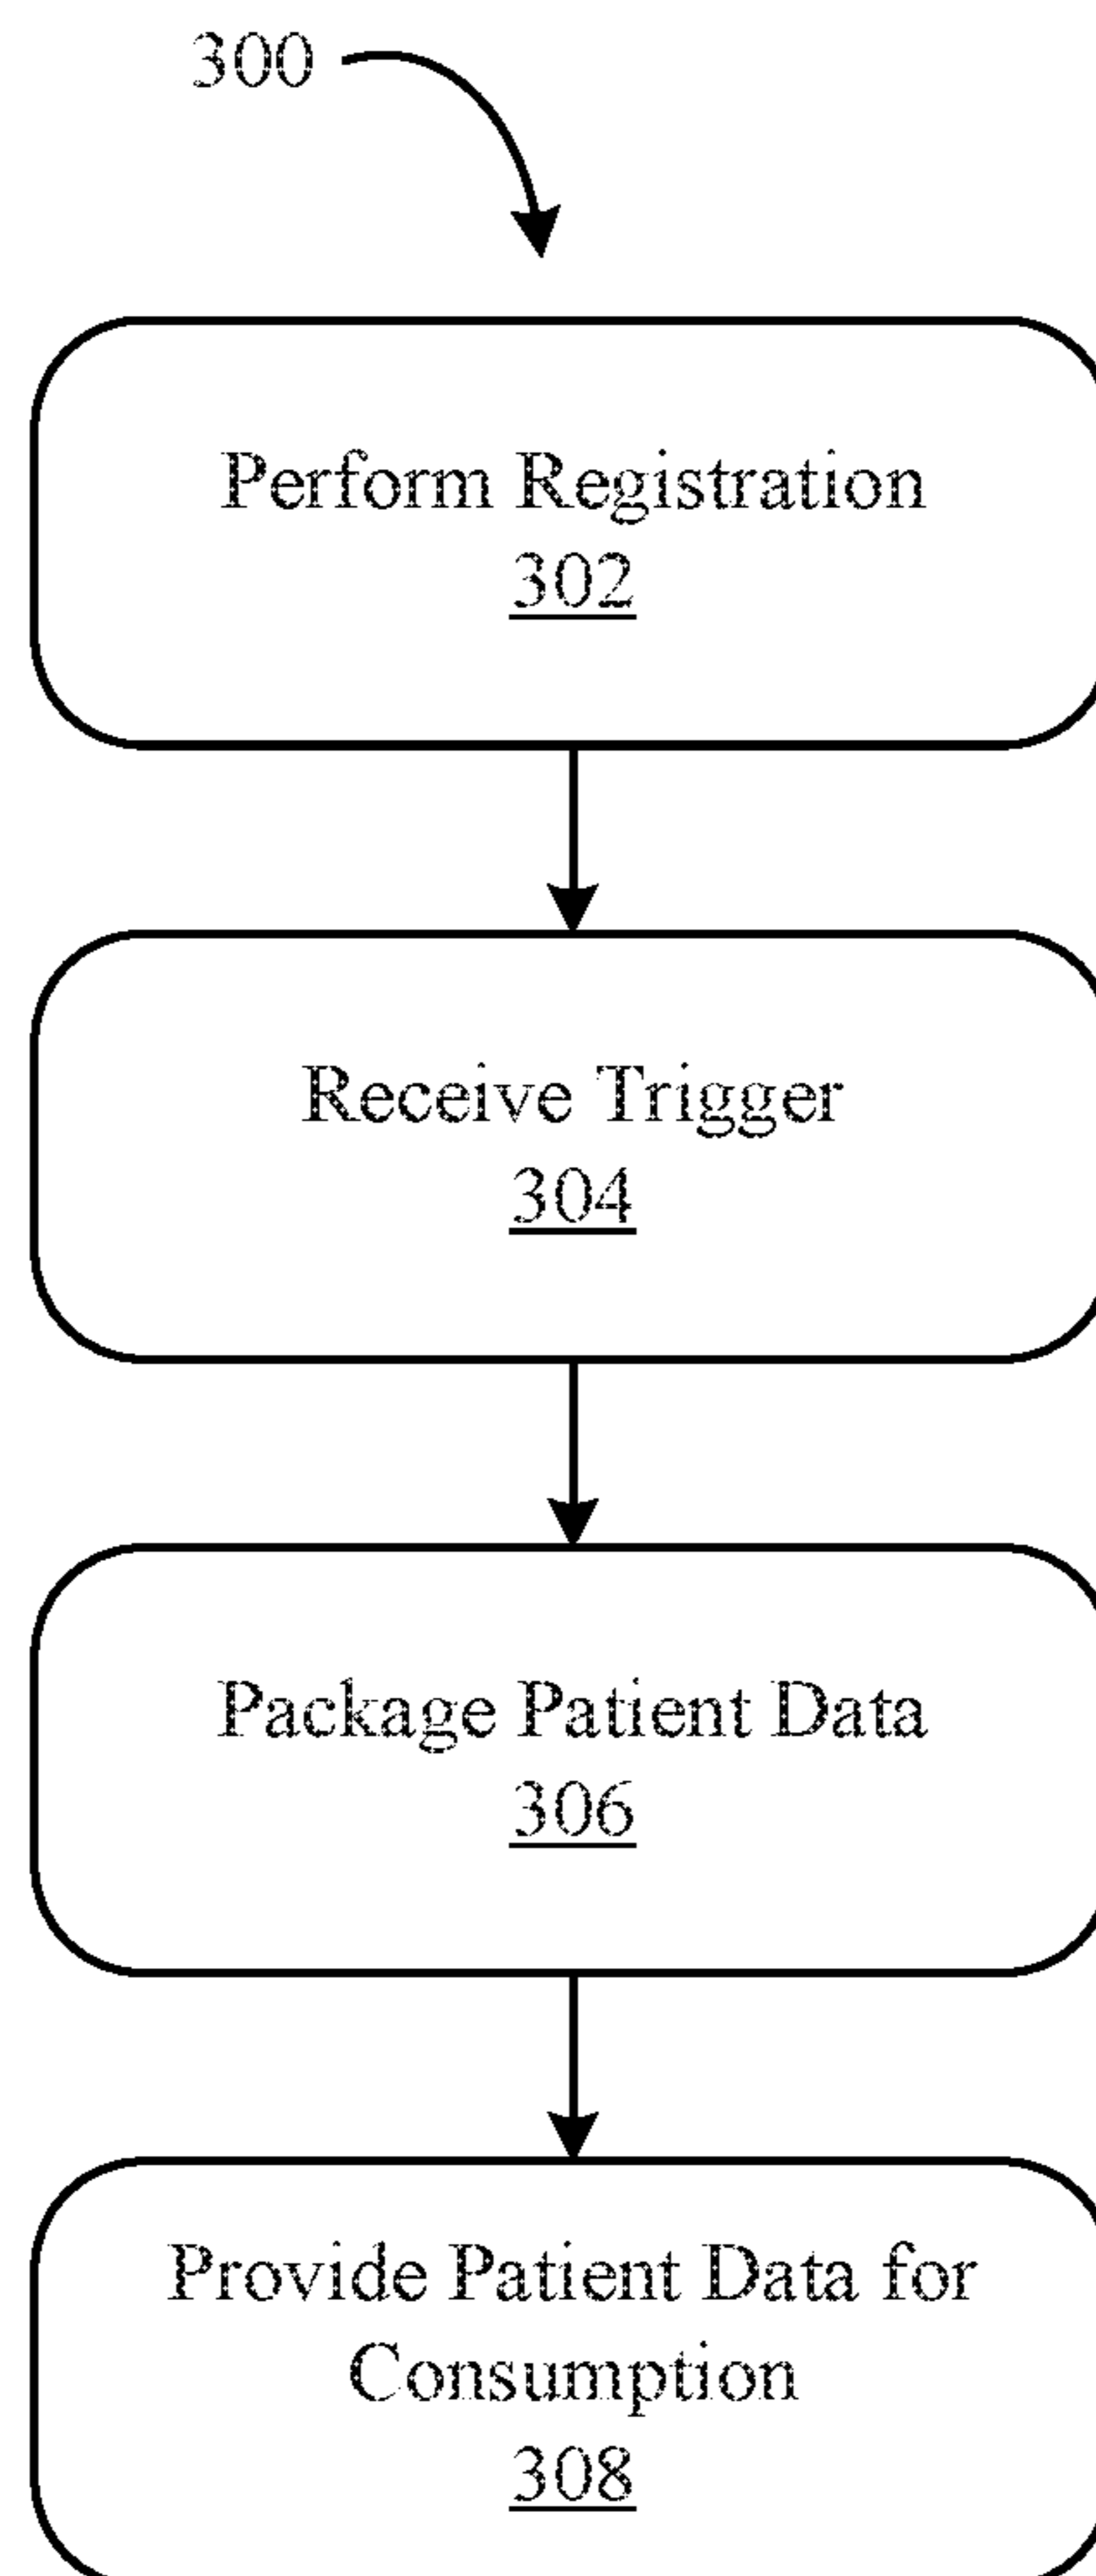 300
Perform Registration
302
Receive Trigger
304
Package Patient Data
306
Provide Patient Data for
Consumption
308